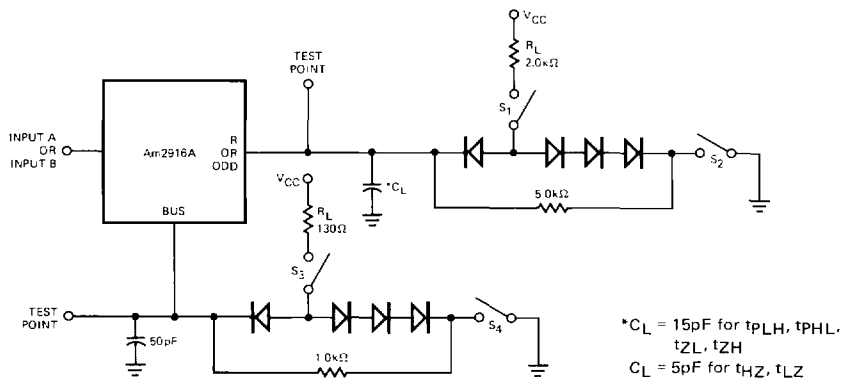 VCC
RL
2.0kΩ
S1
TEST
POINT
INPUT A
OR
INPUT B
Am2916A
R
OR
ODD
BUS
*CL
S2
5.0kΩ
VCC
RL
130Ω
S3
TEST
POINT
50pF
S4
1.0kΩ
*CL = 15pF for tPLH, tPHL,
tZL, tZH
CL = 5pF for tHZ, tLZ